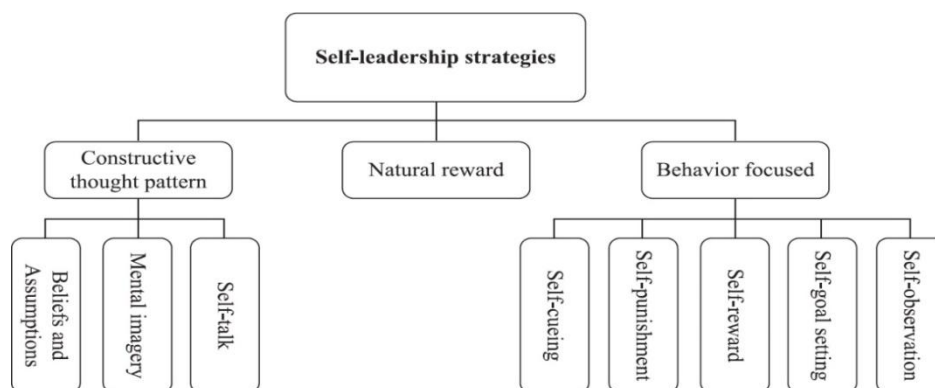 Self-leadership strategies
Constructive
thought pattern
Natural reward
Behavior focused
Beliefs and
Assumptions
Mental imagery
Self-talk
Self-cueing
Self-punishment
Self-reward
Self-goal setting
Self-observation